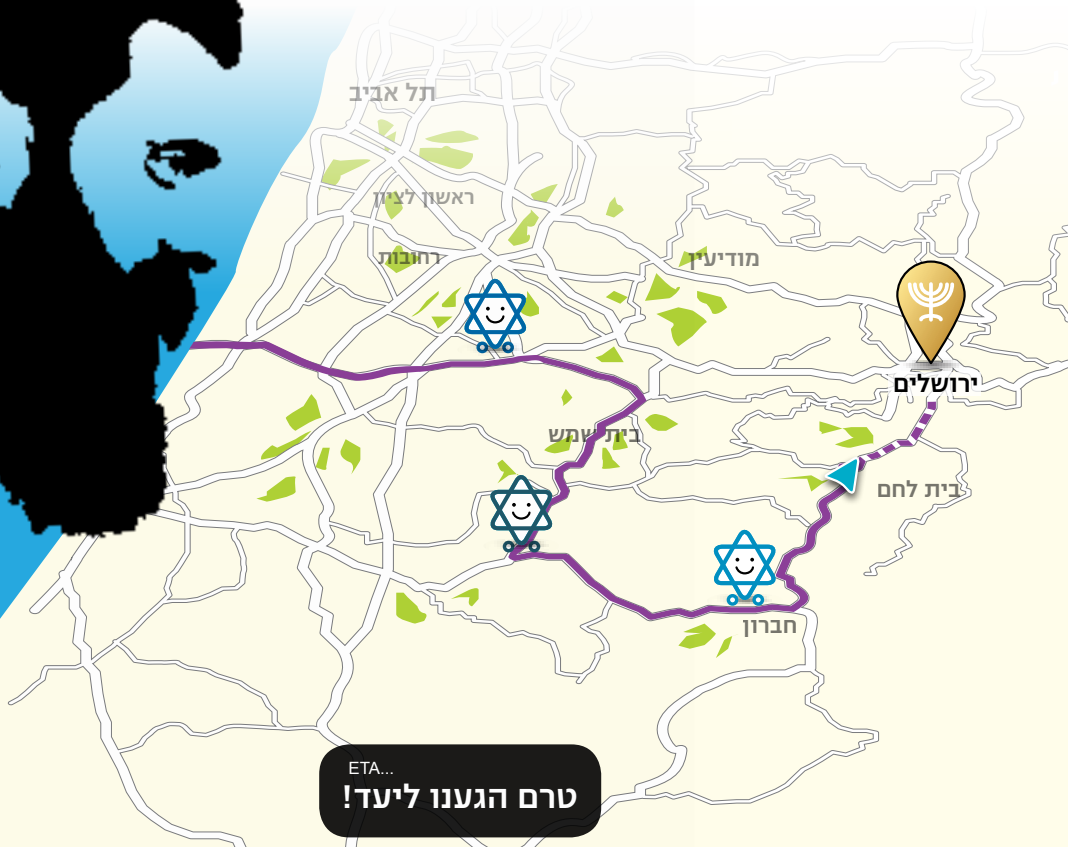 תל אביב
ראשון לציון
רחובות
מודיעין
ירושלים
בית שמש
בית לחם
חברון
ETA...
טרם הגענו ליעד!